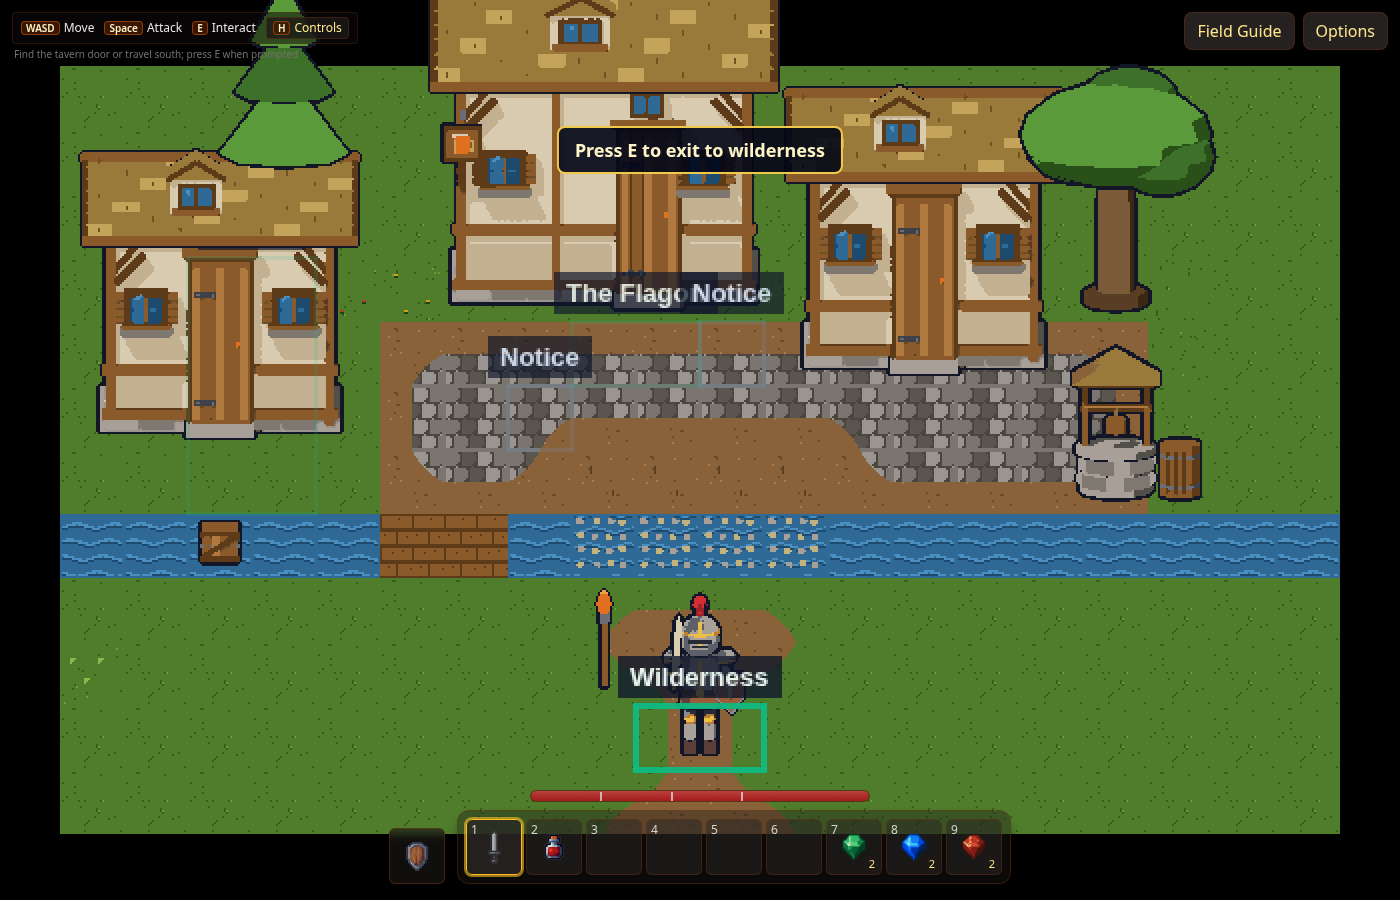 WASD Move Space Attack E Interact H Controls
Find the tavern door or travel south; press E when prompted
Field Guide
Options
Press E to exit to wilderness
The Flago
Notice
Notice
Wilderness
1 2 3 4 5 6 7 8 9
2 2 2